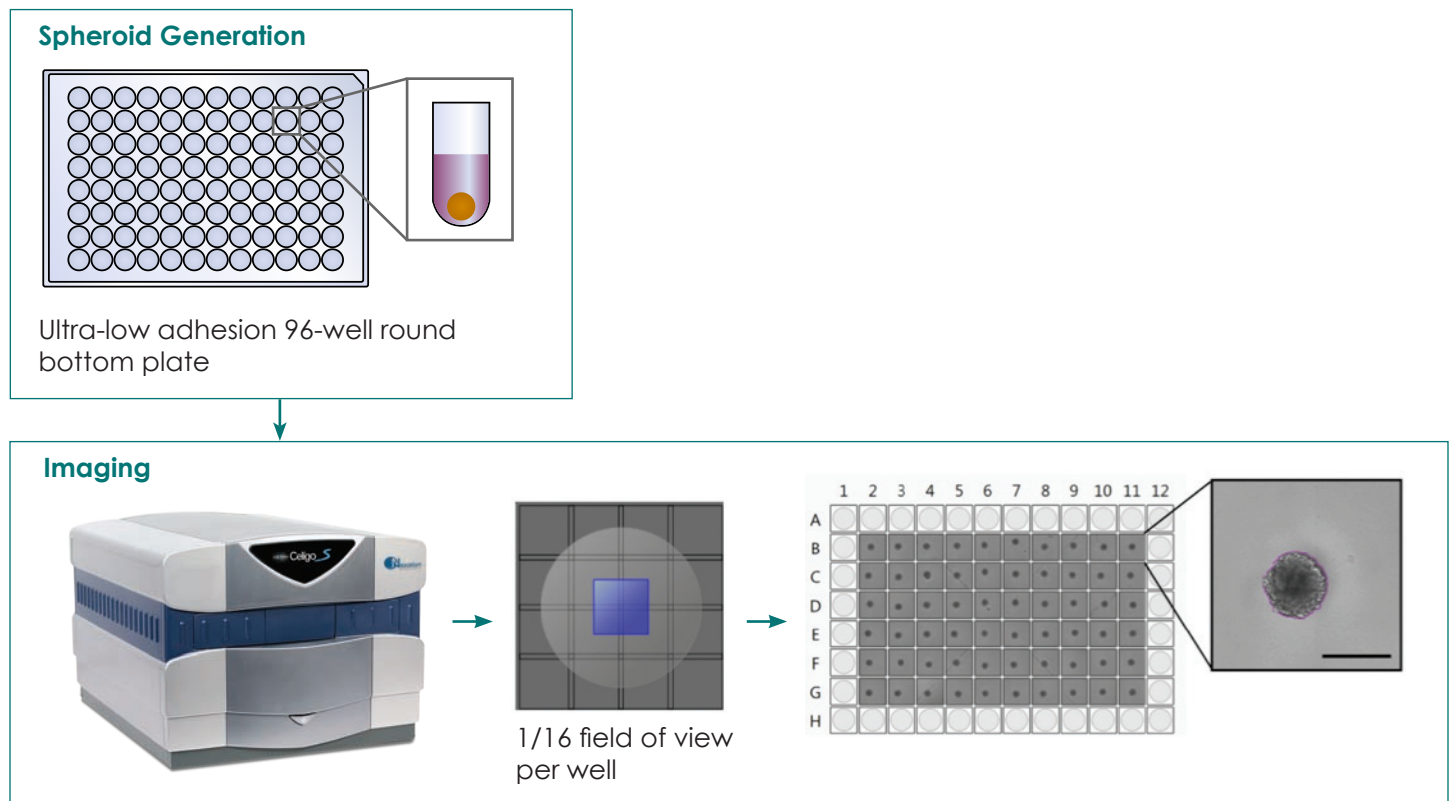 Spheroid Generation
Ultra-low adhesion 96-well round
bottom plate
Imaging
Celigo S
Nexcelom
1/16 field of view
per well
1 2 3 4 5 6 7 8 9 10 11 12
A
B
C
D
E
F
G
H